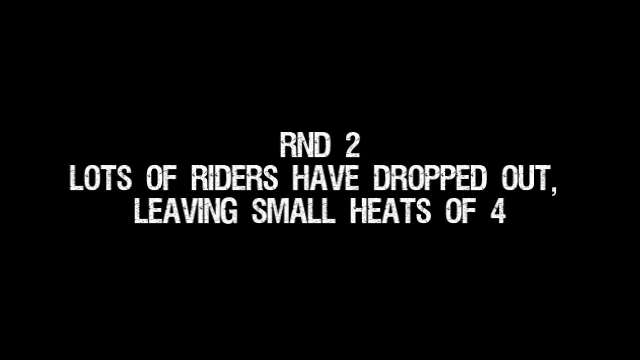 RND 2
LOTS OF RIDERS HAVE DROPPED OUT,
LEAVING SMALL HEATS OF 4